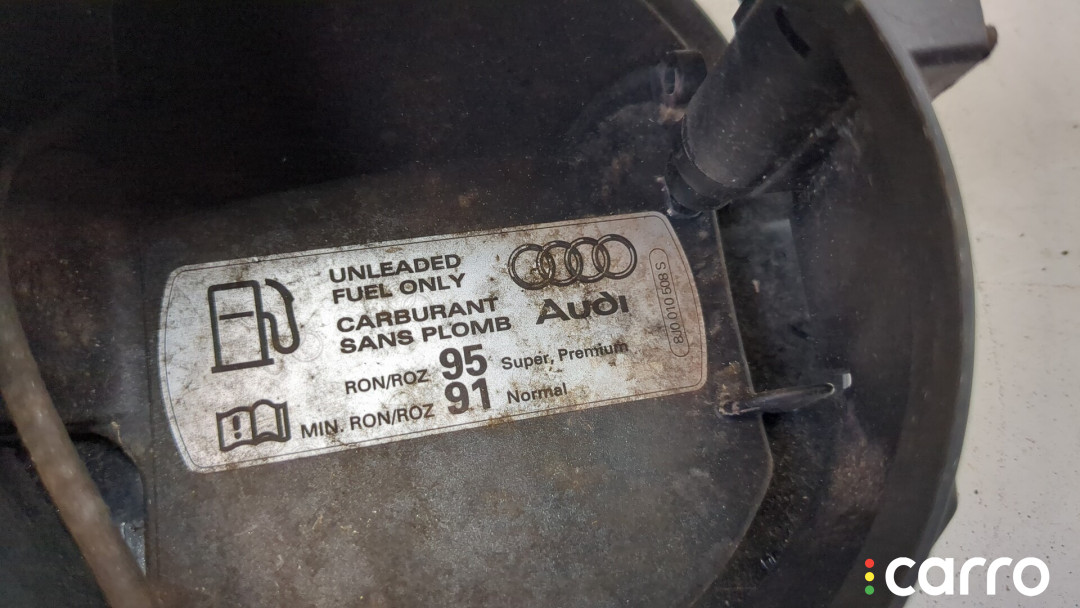 UNLEADED
FUEL ONLY
CARBURANT
SANS PLOMB
RON/ROZ 95 Super, Premium
MIN. RON/ROZ 91 Normal
Audi
8J0 010 508 S
carro